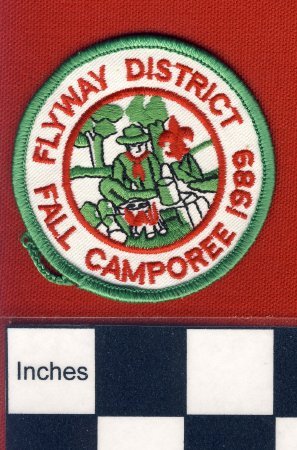 FLYWAY DISTRICT
FALL CAMPOREE 1989
Inches